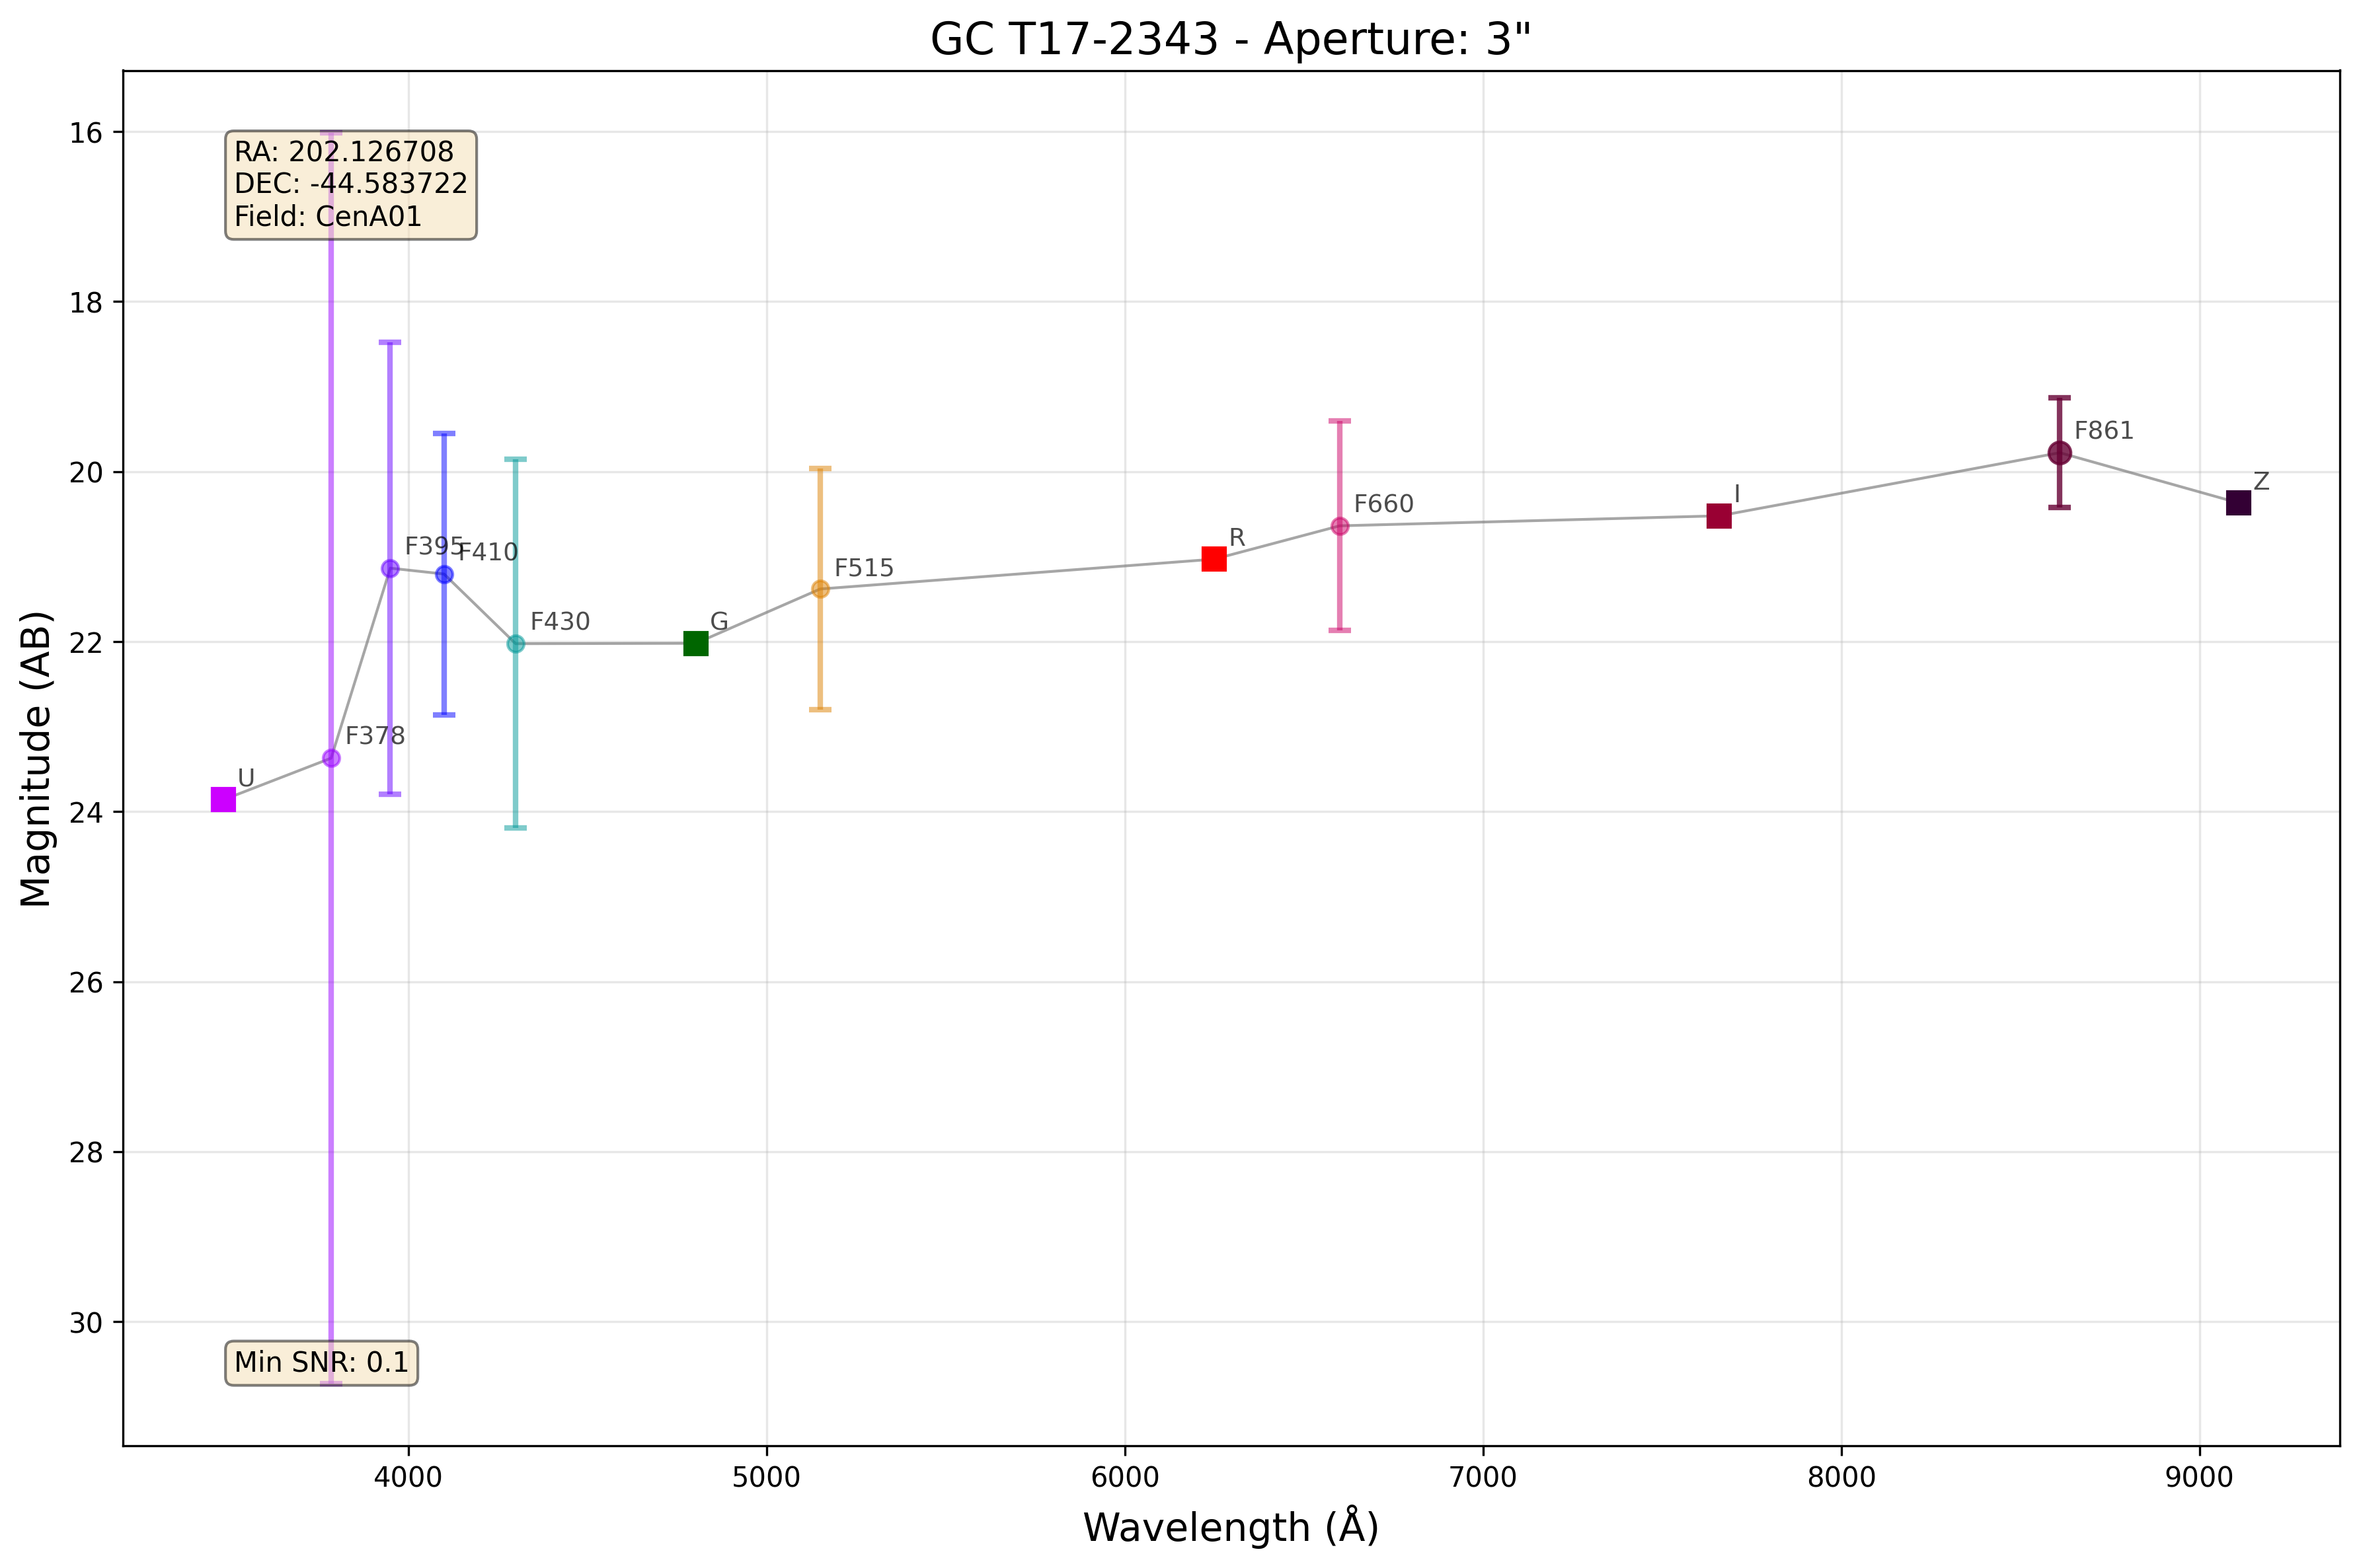 GC T17-2343 - Aperture: 3"
RA: 202.126708
DEC: -44.583722
Field: CenA01
Magnitude (AB)
16
18
20
22
24
26
28
30
U
F378
F395
F410
F430
G
F515
R
F660
I
F861
Z
Min SNR: 0.1
4000
5000
6000
7000
8000
9000
Wavelength (Å)